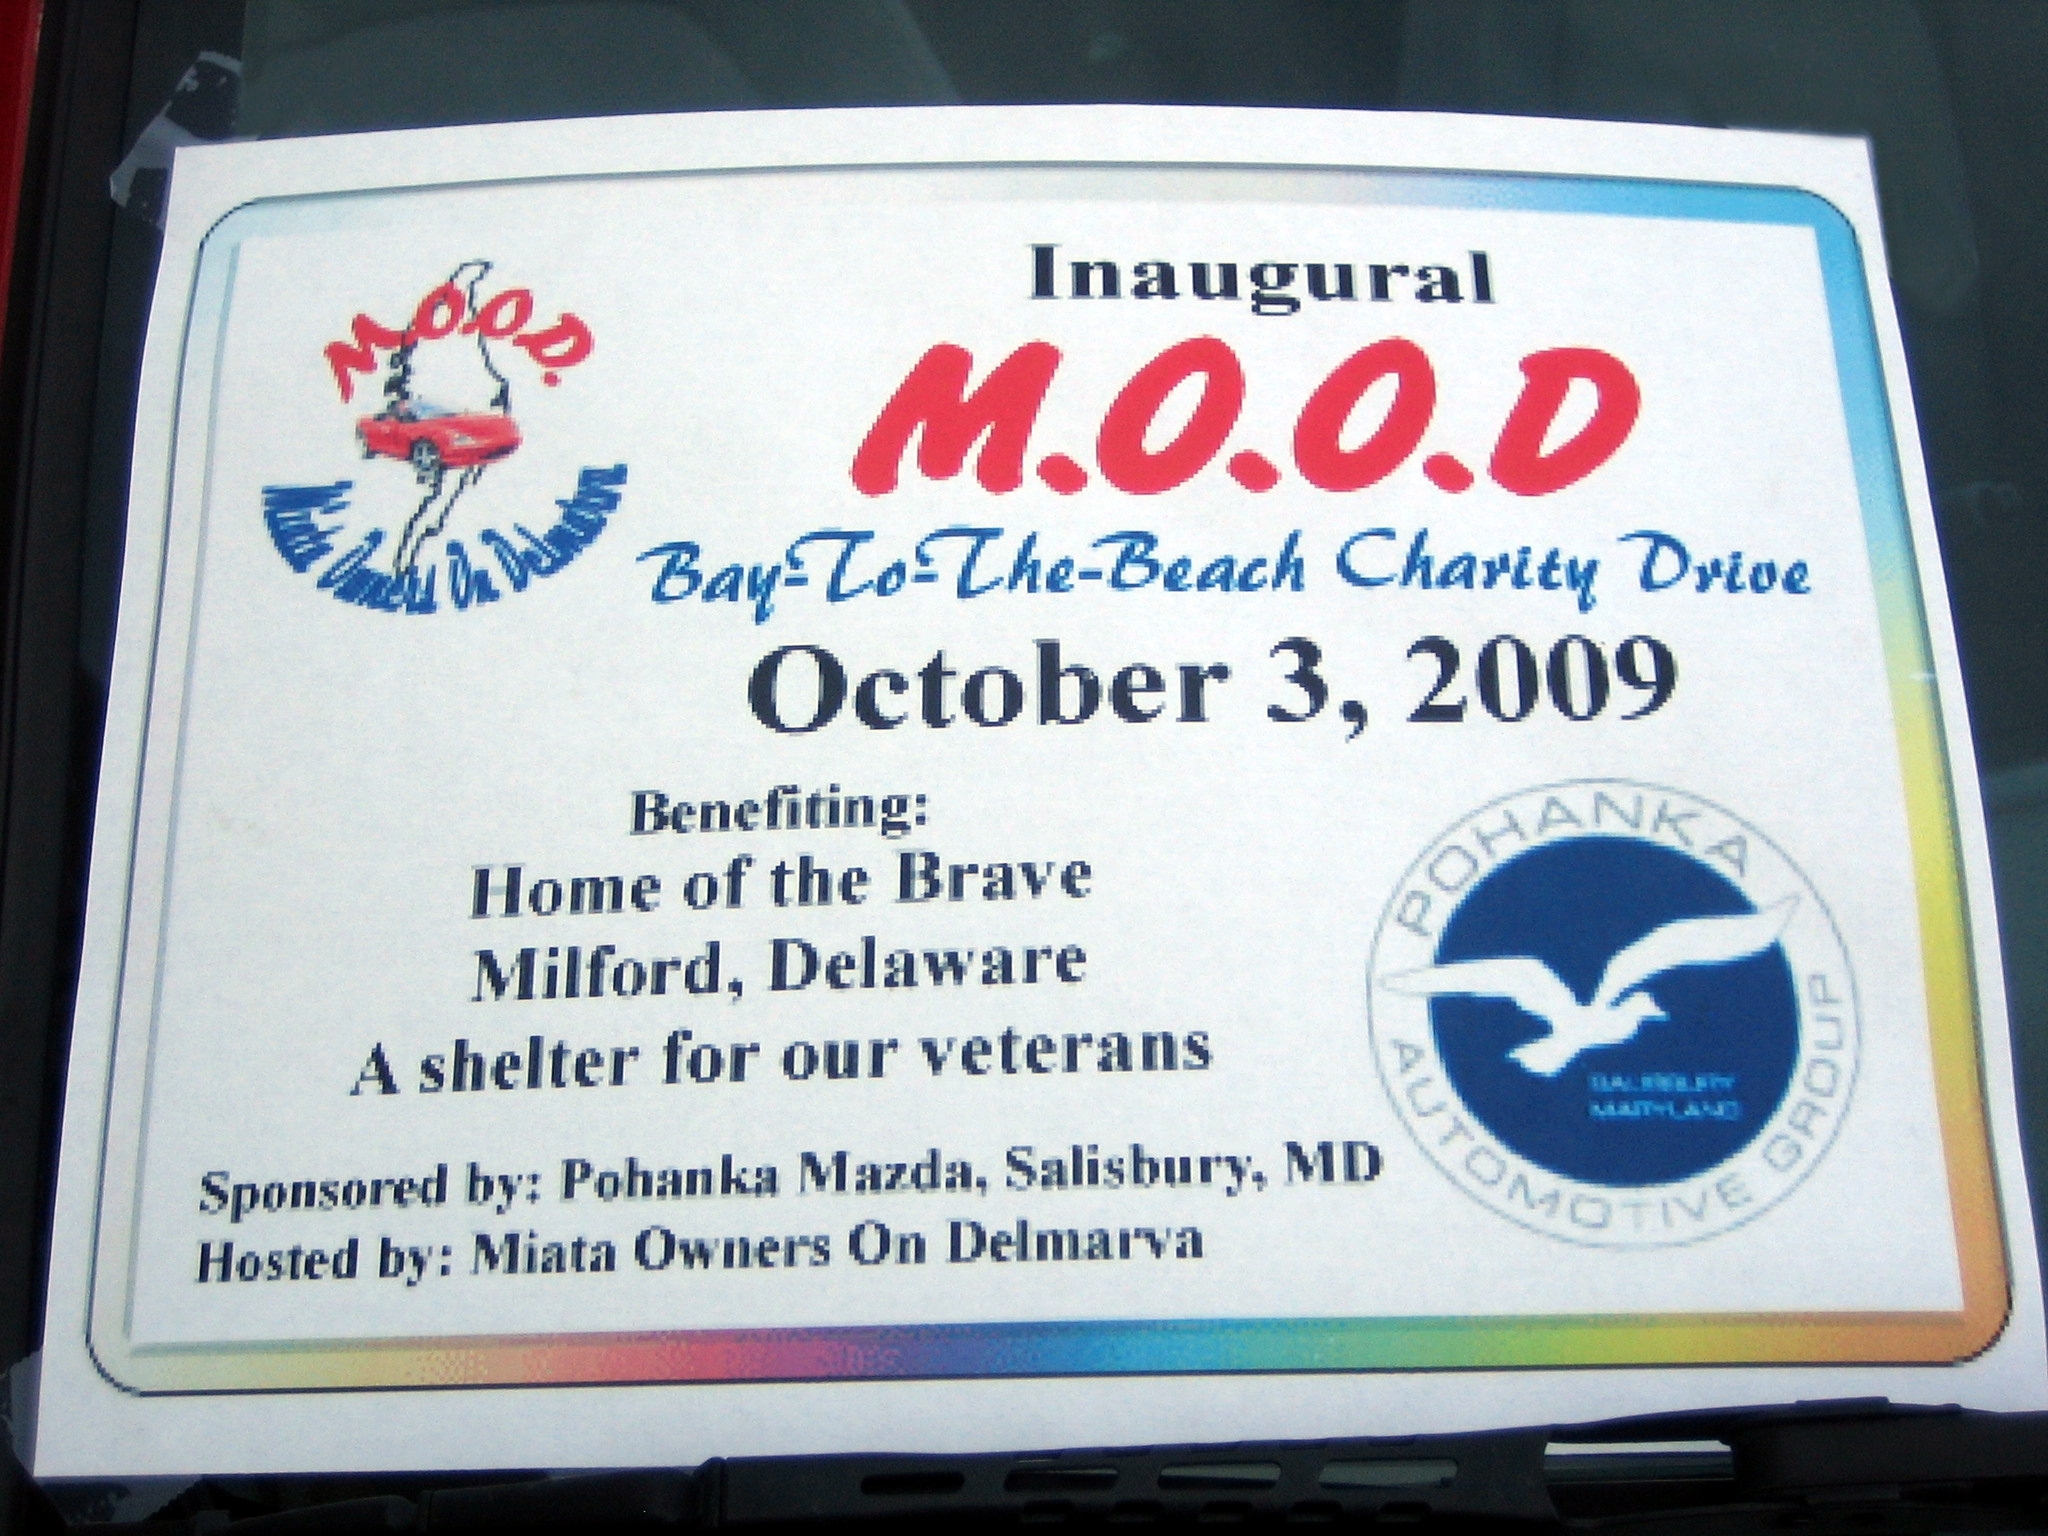 M.O.O.D.
Miata Owners On Delmarva
Inaugural
M.O.O.D
Bay-To-The-Beach Charity Drive
October 3, 2009
Benefiting:
Home of the Brave
Milford, Delaware
A shelter for our veterans
Sponsored by: Pohanka Mazda, Salisbury, MD
Hosted by: Miata Owners On Delmarva
POHANKA
AUTOMOTIVE GROUP
SALISBURY
MARYLAND